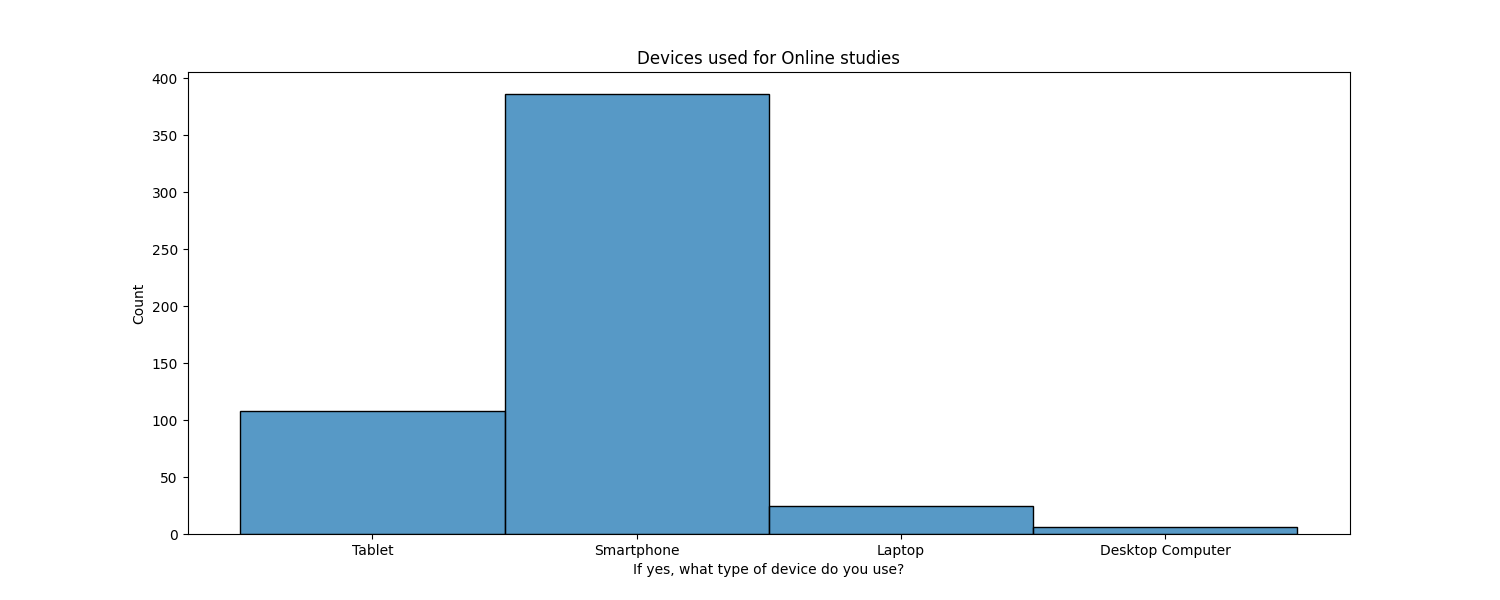 Devices used for Online studies
400
350
300
250
200
150
100
50
0
Count
Tablet Smartphone Laptop Desktop Computer
If yes, what type of device do you use?